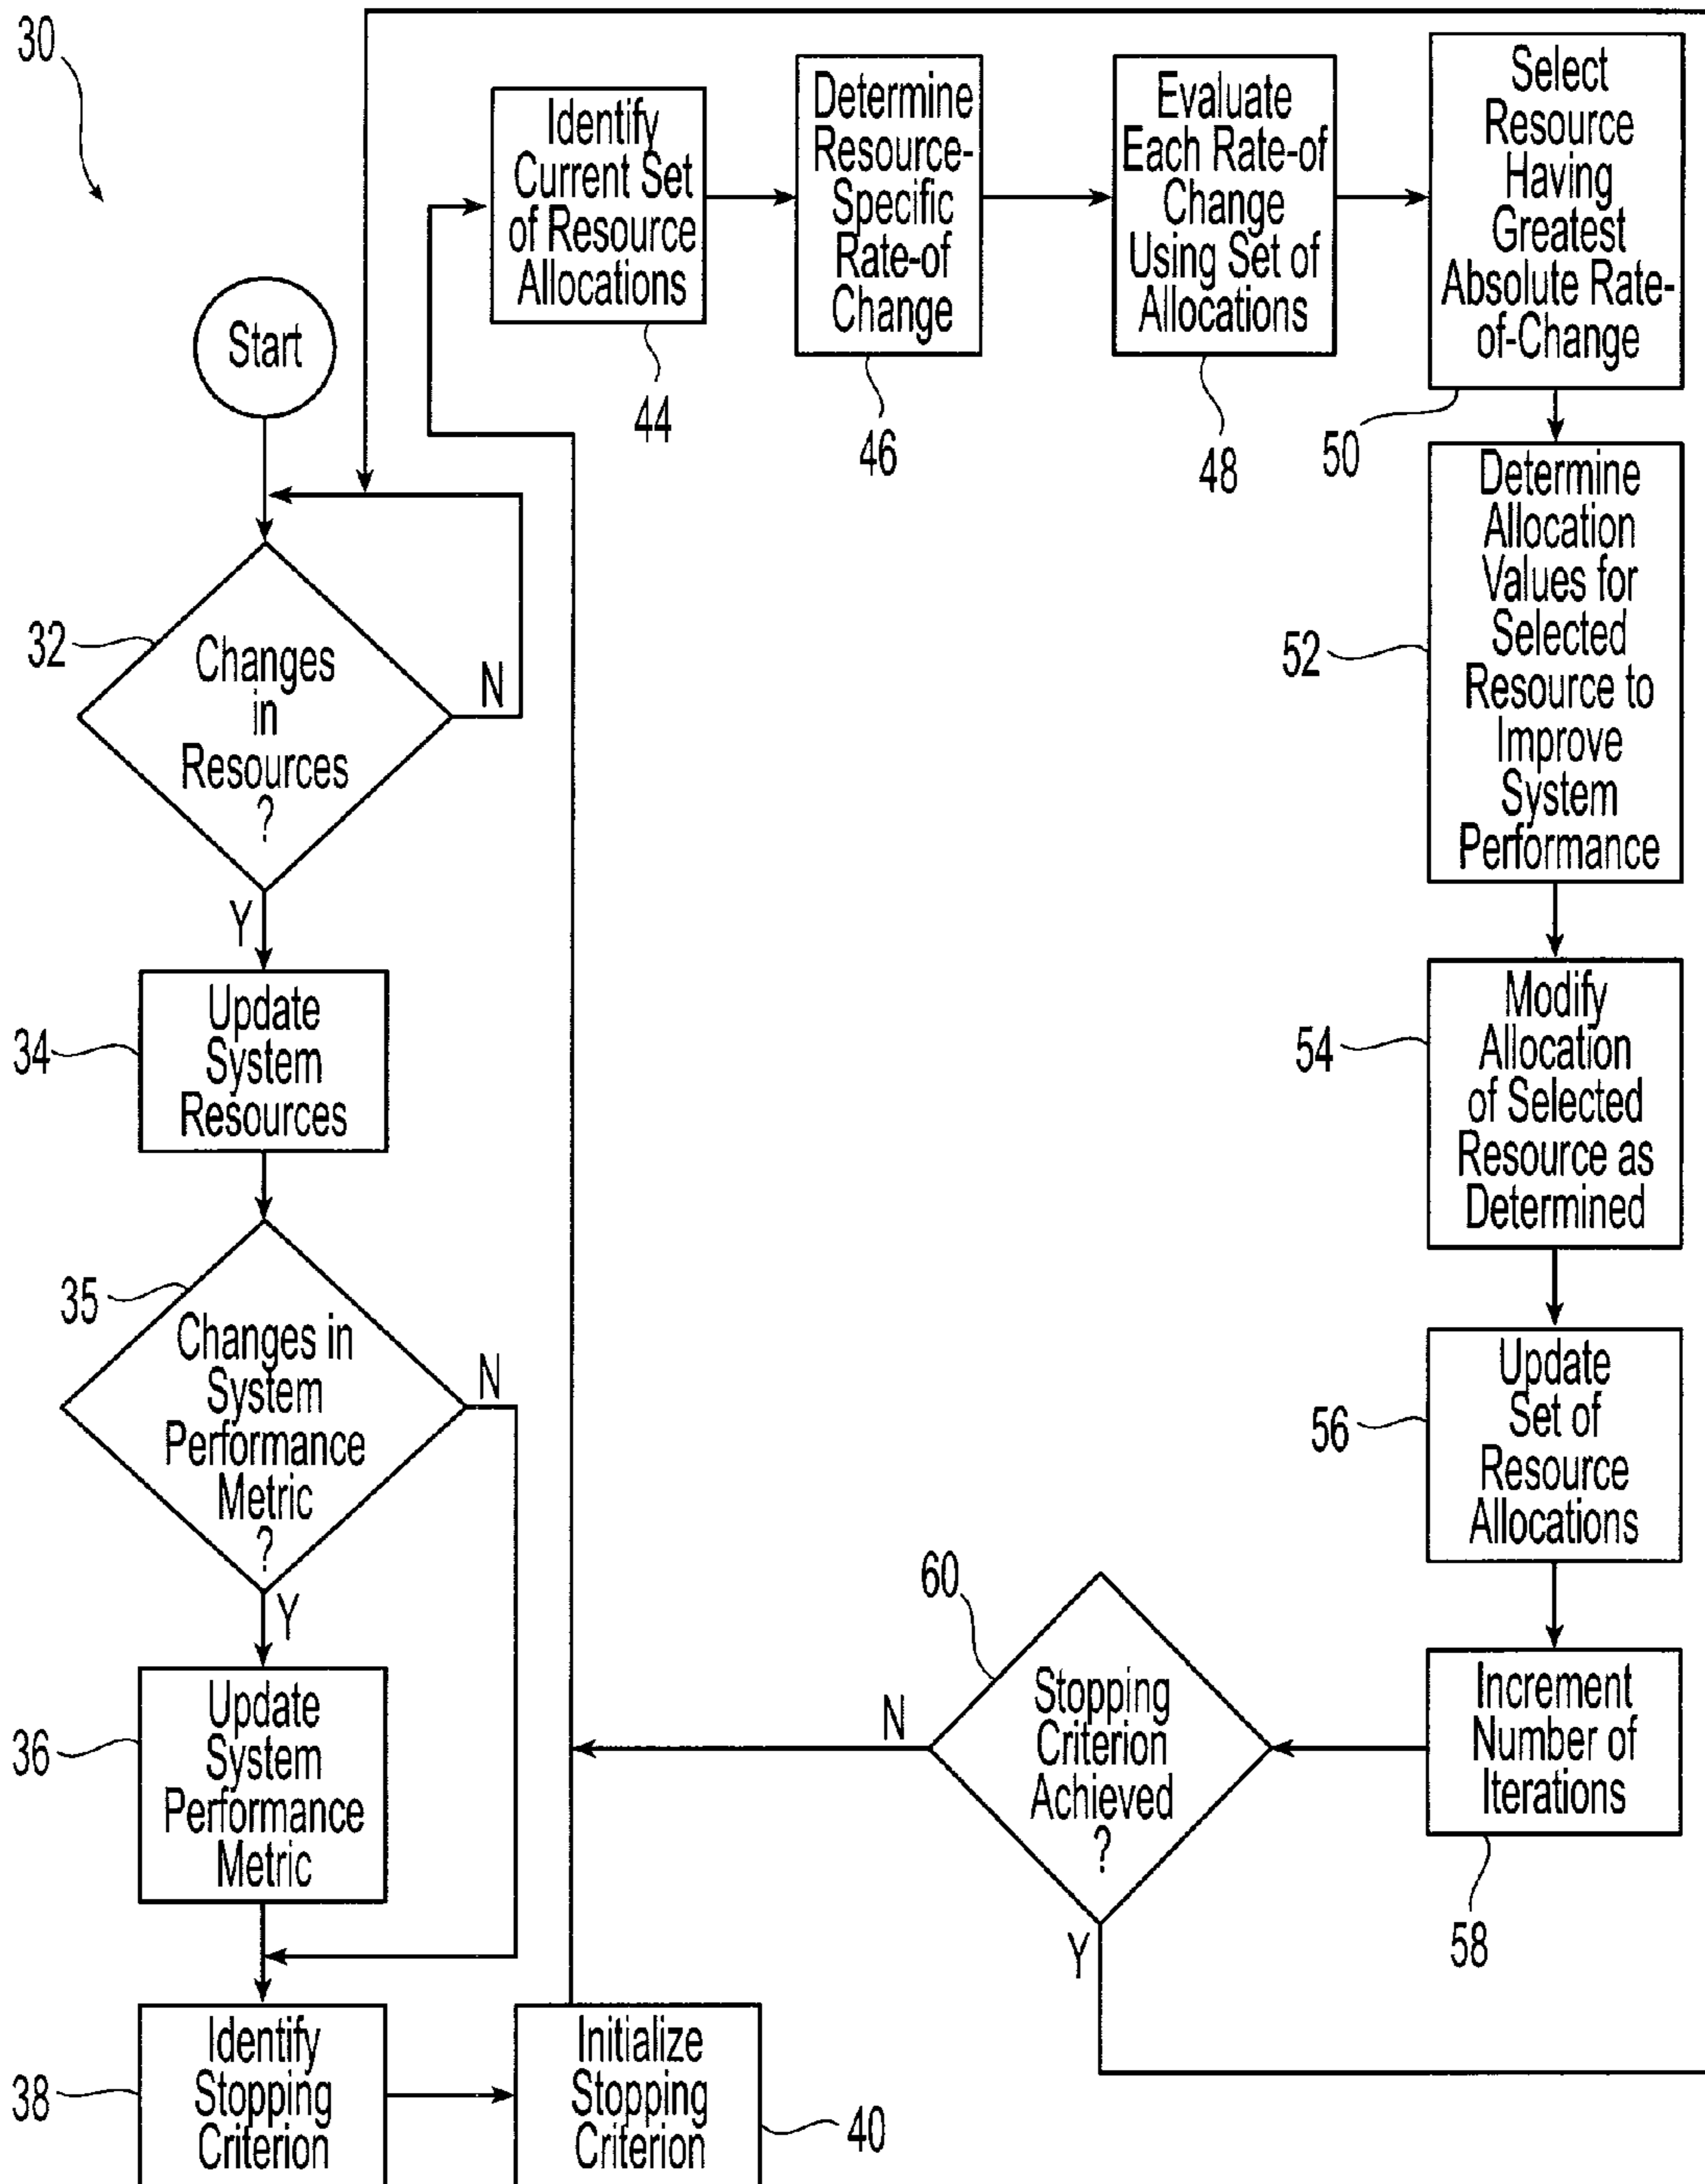 30
Start
32
Changes
in
Resources
?
N
Y
34
Update
System
Resources
35
Changes in
System
Performance
Metric
?
N
Y
36
Update
System
Performance
Metric
38
Identify
Stopping
Criterion
Initialize
Stopping
Criterion
40
Identify
Current Set
of Resource
Allocations
44
Determine
Resource-
Specific
Rate-of
Change
46
Evaluate
Each Rate-of
Change
Using Set of
Allocations
48
Select
Resource
Having
Greatest
Absolute Rate-
of-Change
50
Determine
Allocation
Values for
Selected
Resource to
Improve
System
Performance
52
Modify
Allocation
of Selected
Resource as
Determined
54
Update
Set of
Resource
Allocations
56
Increment
Number of
Iterations
58
60
Stopping
Criterion
Achieved
?
N
Y